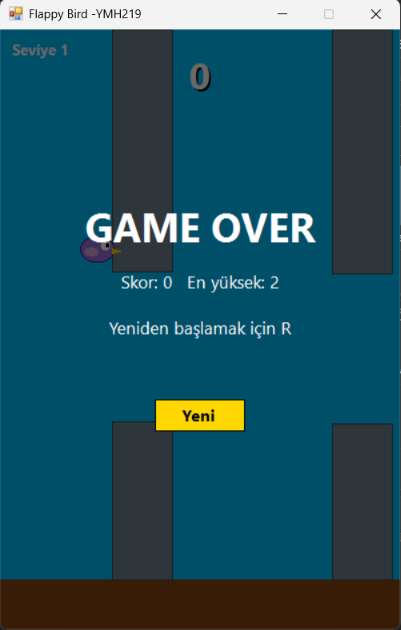 Flappy Bird -YMH219
Seviye 1
0
GAME OVER
Skor: 0 En yüksek: 2
Yeniden başlamak için R
Yeni